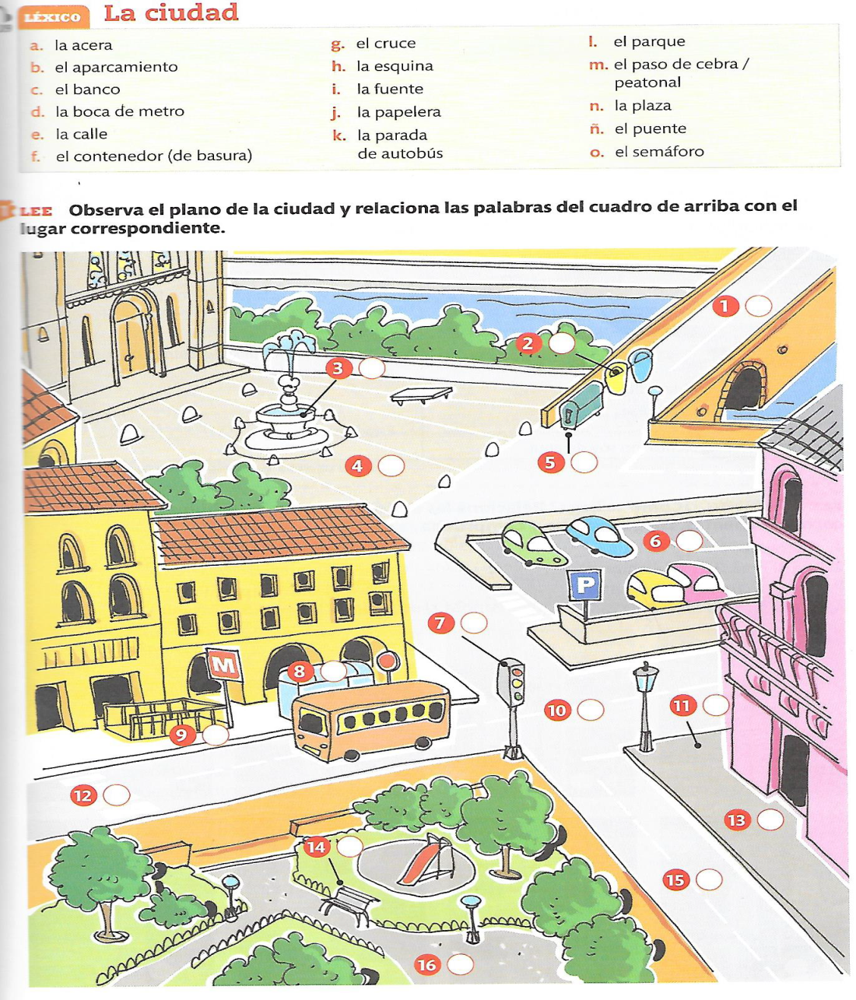 LÉXICO La ciudad
a. la acera
b. el aparcamiento
c. el banco
d. la boca de metro
e. la calle
f. el contenedor (de basura)
g. el cruce
h. la esquina
i. la fuente
j. la papelera
k. la parada
de autobús
l. el parque
m. el paso de cebra /
peatonal
n. la plaza
ñ. el puente
o. el semáforo
LEE Observa el plano de la ciudad y relaciona las palabras del cuadro de arriba con el
lugar correspondiente.
1
2
3
4
5
6
P
7
M
8
9
10
11
12
13
14
15
16